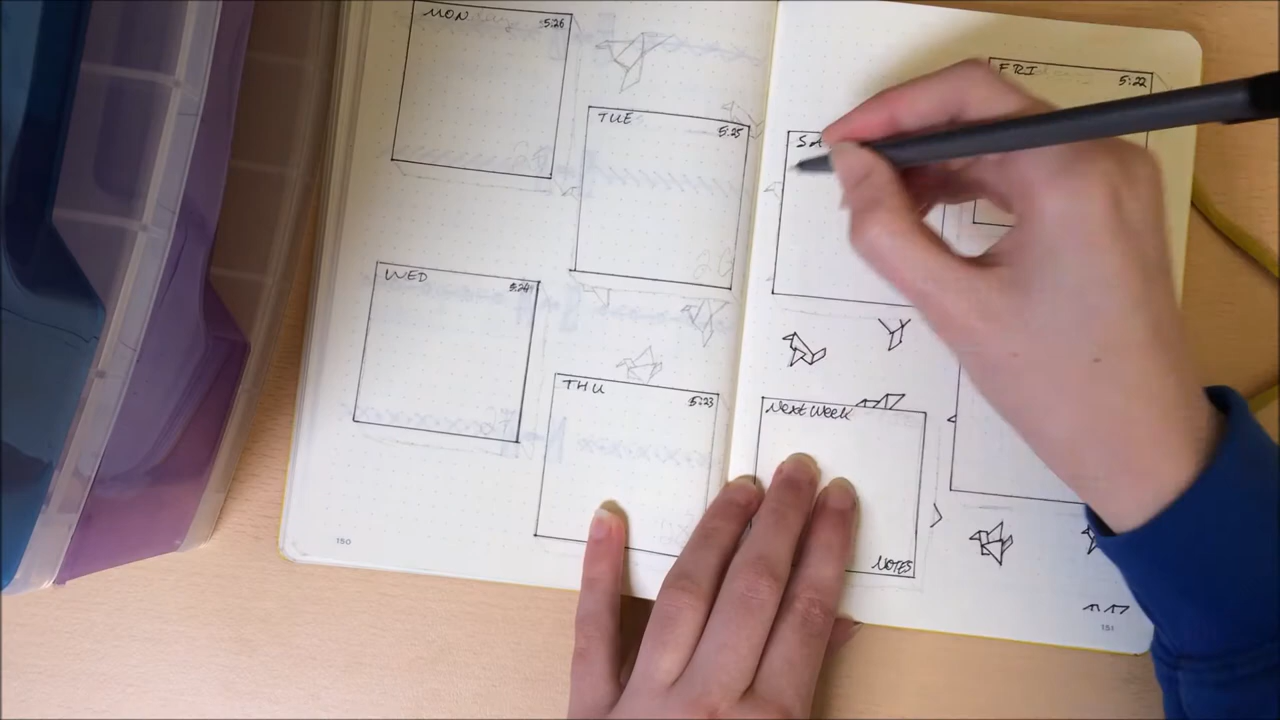 MON 5:26
TUE 5:25
WED 5:24
THU 5:23
150
FRI 5:22
Next Week
NOTES
151